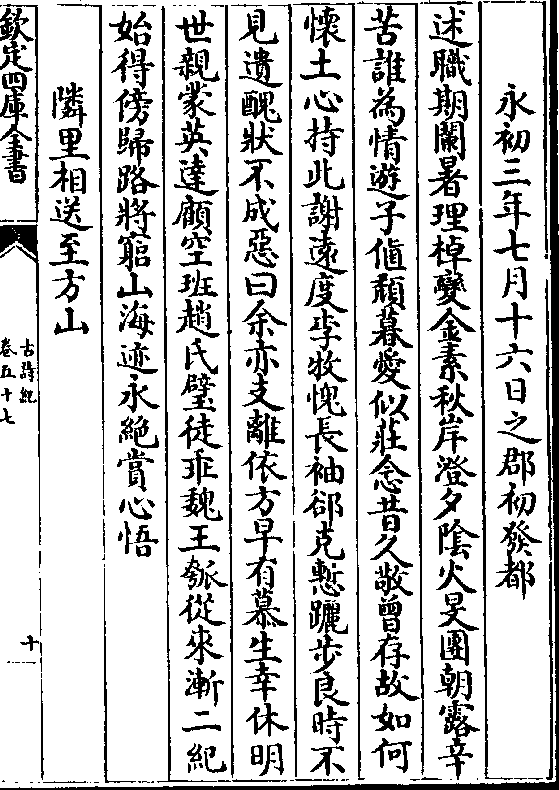 永初三年七月十六日之郡初發都
述職期闌暑理棹變金素秋岸澄夕陰火旻團朝露辛
苦誰為情遊子値頽暮愛似莊念昔久敬曾存故如何
懷土心持此謝遠度李牧愧長袖郤克慙躧步良時不
見遺醜狀不成惡曰余亦支離依方早有慕生幸休明
世親蒙英達顧空班趙氏璧徒乖魏王瓠從來漸二紀
始得傍歸路將窮山海迹永絶賞心悟
隣里相送至方山
欽定四庫全書
古詩紀
卷五十七
十